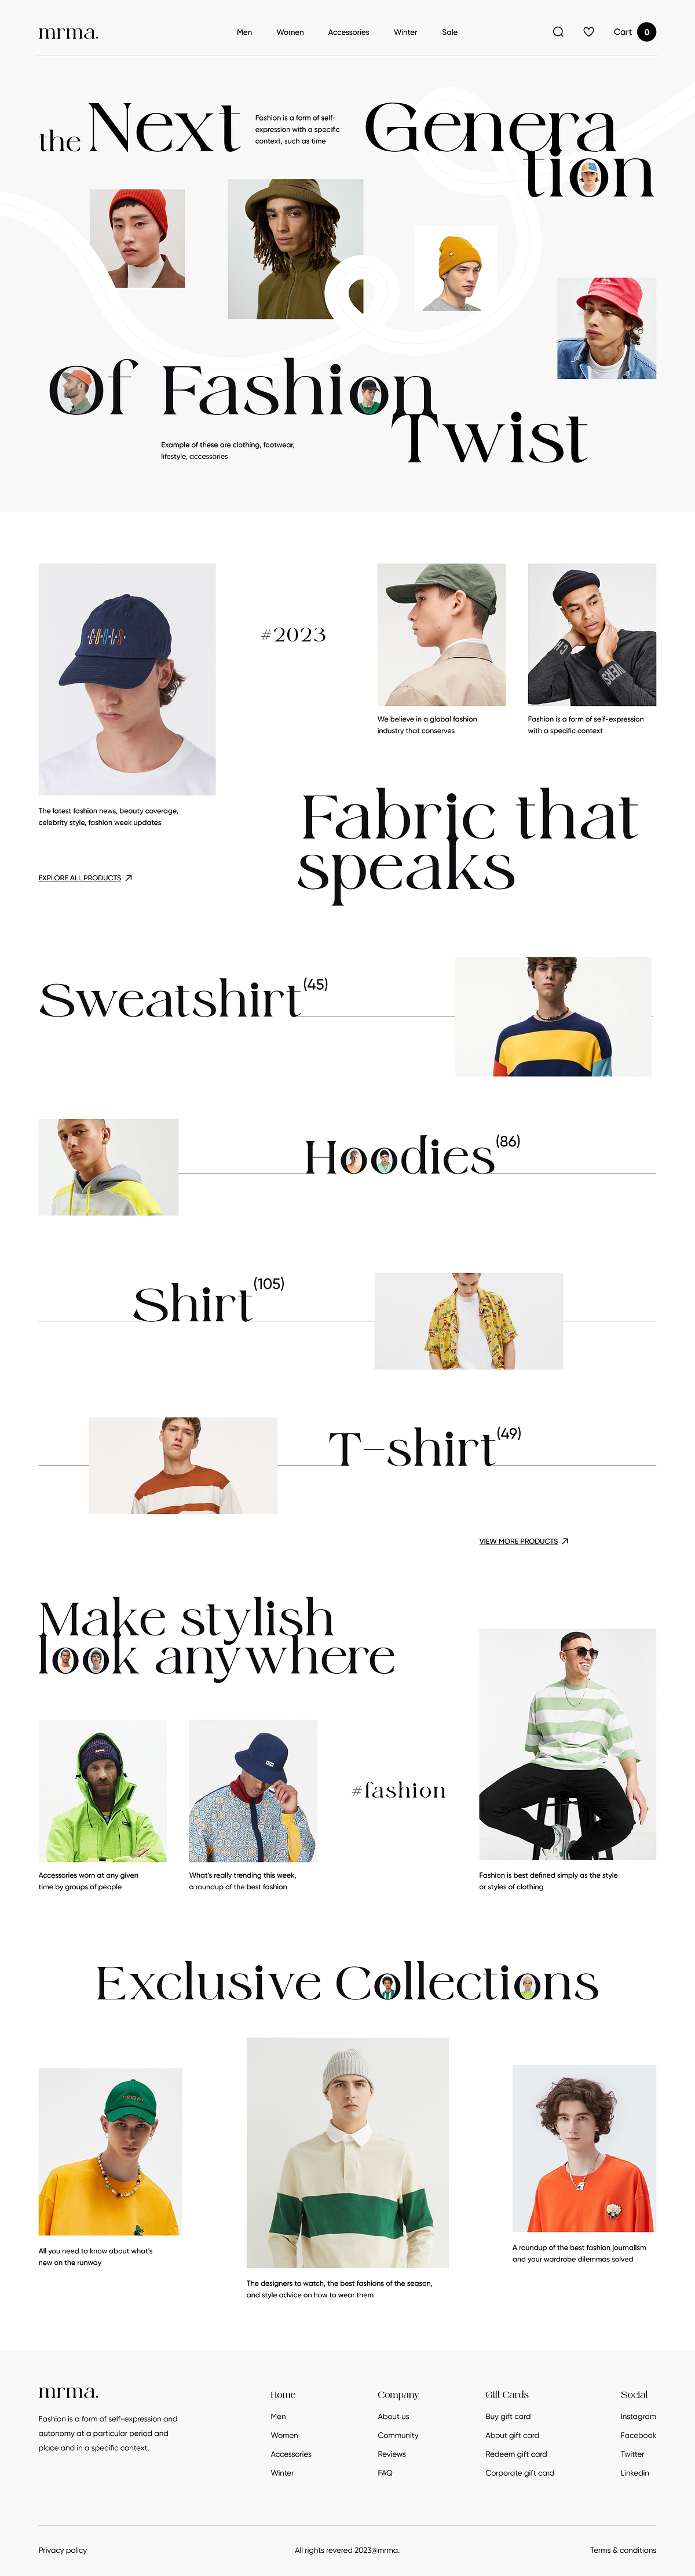 mrma.
Men
Women
Accessories
Winter
Sale
Cart
0
the Next
Fashion is a form of self-
expression with a specific
context, such as time
Genera
tion
Of Fashion
Twist
Example of these are clothing, footwear,
lifestyle, accessories
#2023
We believe in a global fashion
industry that conserves
Fashion is a form of self-expression
with a specific context
The latest fashion news, beauty coverage,
celebrity style, fashion week updates
EXPLORE ALL PRODUCTS
Fabric that
speaks
Sweatshirt (45)
Hoodies (86)
Shirt (105)
T-shirt (49)
VIEW MORE PRODUCTS
Make stylish
look anywhere
#fashion
Accessories worn at any given
time by groups of people
What's really trending this week,
a roundup of the best fashion
Fashion is best defined simply as the style
or styles of clothing
Exclusive Collections
FRIDAY
All you need to know about what's
new on the runway
The designers to watch, the best fashions of the season,
and style advice on how to wear them
A roundup of the best fashion journalism
and your wardrobe dilemmas solved
mrma.
Fashion is a form of self-expression and
autonomy at a particular period and
place and in a specific context.
Home
Men
Women
Accessories
Winter
Company
About us
Community
Reviews
FAQ
Gift Cards
Buy gift card
About gift card
Redeem gift card
Corporate gift card
Social
Instagram
Facebook
Twitter
Linkedin
Privacy policy
All rights revered 2023@mrma.
Terms & conditions